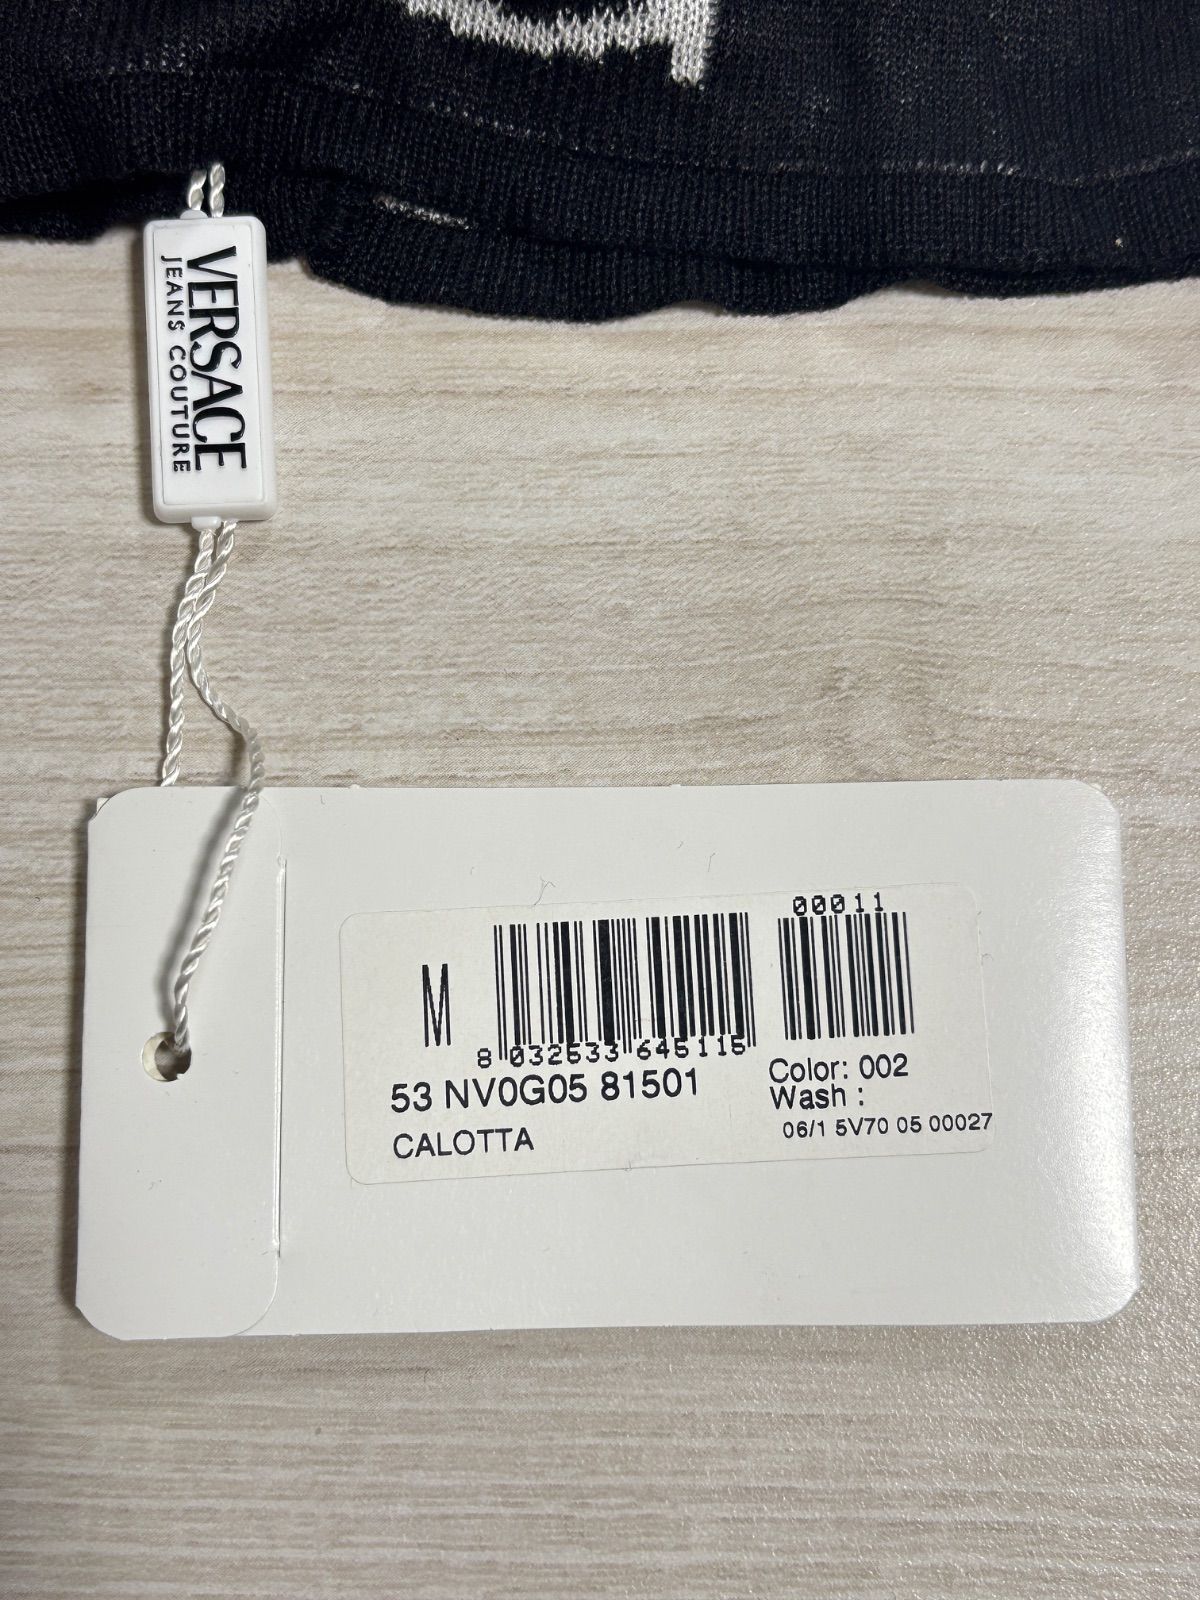 VERSACE
JEANS COUTURE
00011
M
8 032533 645115
53 NV0G05 81501
Color: 002
Wash :
CALOTTA
06/1 5V70 05 00027